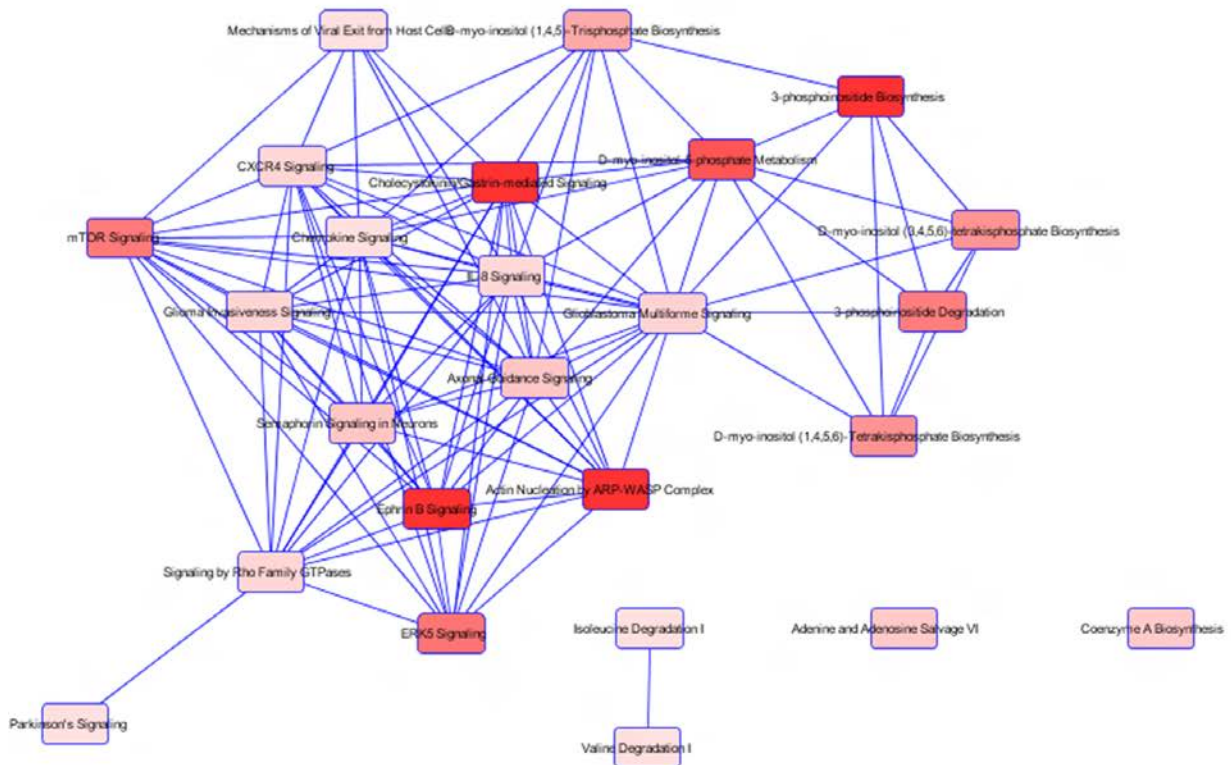 Mechanisms of Viral Exit from Host Cells
D-myo-inositol (1,4,5)-Trisphosphate Biosynthesis
3-phosphoinositide Biosynthesis
CXCR4 Signaling
D-myo-inositol-5-phosphate Metabolism
Cholecystokinin/Gastrin-mediated Signaling
mTOR Signaling
Chemokine Signaling
D-myo-inositol (3,4,5,6)-tetrakisphosphate Biosynthesis
IL-8 Signaling
Glioma Invasiveness Signaling
Glioblastoma Multiforme Signaling
3-phosphoinositide Degradation
Axonal Guidance Signaling
Semaphorin Signaling in Neurons
D-myo-inositol (1,4,5,6)-Tetrakisphosphate Biosynthesis
Actin Nucleation by ARP-WASP Complex
Ephrin B Signaling
Signaling by Rho Family GTPases
ERK5 Signaling
Isoleucine Degradation I
Adenine and Adenosine Salvage VI
Coenzyme A Biosynthesis
Parkinson's Signaling
Valine Degradation I